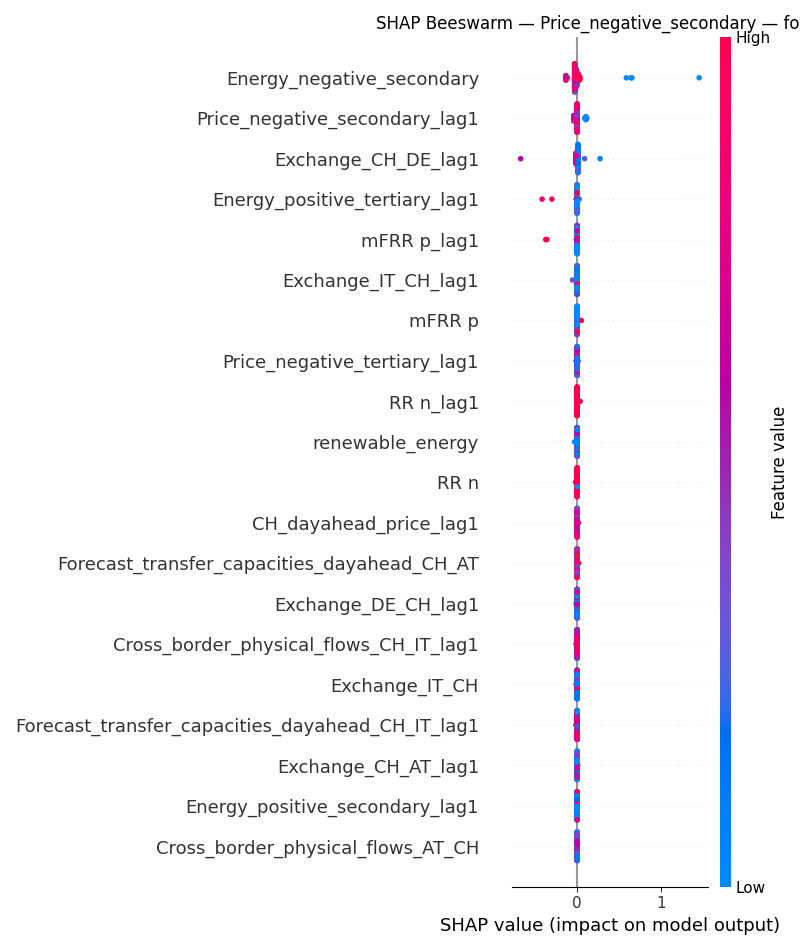 SHAP Beeswarm — Price_negative_secondary — fo
High
Energy_negative_secondary
Price_negative_secondary_lag1
Exchange_CH_DE_lag1
Energy_positive_tertiary_lag1
mFRR p_lag1
Exchange_IT_CH_lag1
mFRR p
Price_negative_tertiary_lag1
RR n_lag1
renewable_energy
RR n
CH_dayahead_price_lag1
Forecast_transfer_capacities_dayahead_CH_AT
Exchange_DE_CH_lag1
Cross_border_physical_flows_CH_IT_lag1
Exchange_IT_CH
Forecast_transfer_capacities_dayahead_CH_IT_lag1
Exchange_CH_AT_lag1
Energy_positive_secondary_lag1
Cross_border_physical_flows_AT_CH
Feature value
Low
0 1
SHAP value (impact on model output)